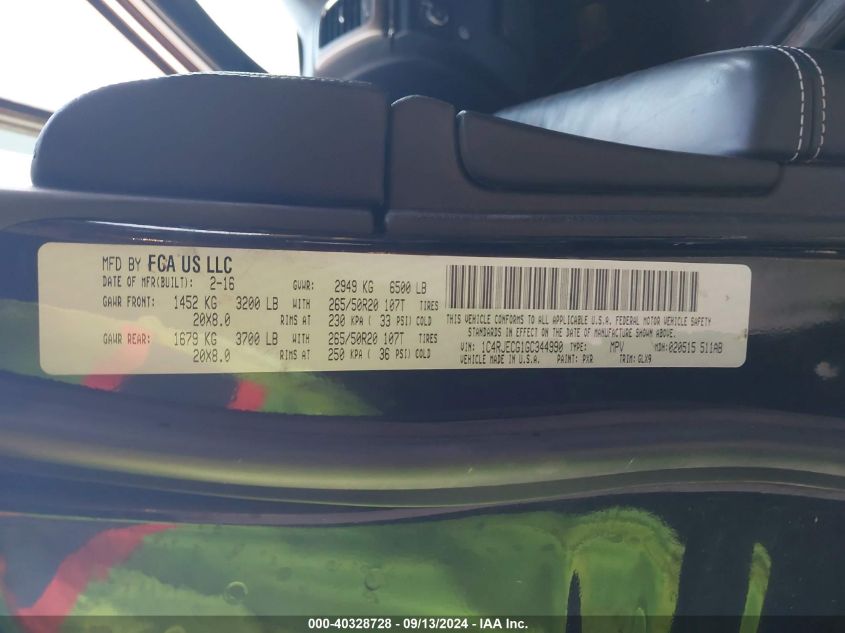 MFD BY FCA US LLC
DATE OF MFR(BUILT): 2-16 GVWR: 2949 KG 6500 LB
GAWR FRONT: 1452 KG 3200 LB WITH 265/50R20 107T TIRES
20X8.0 RIMS AT 230 KPA ( 33 PSI) COLD
GAWR REAR: 1679 KG 3700 LB WITH 265/50R20 107T TIRES
20X8.0 RIMS AT 250 KPA ( 36 PSI) COLD
THIS VEHICLE CONFORMS TO ALL APPLICABLE U.S.A. FEDERAL MOTOR VEHICLE SAFETY
STANDARDS IN EFFECT ON THE DATE OF MANUFACTURE SHOWN ABOVE.
VIN: 1C4RJECG1GC344990 TYPE: MPV MDH: 020515 511AB
VEHICLE MADE IN U.S.A. PAINT: PXR TRIM: GLX9
000-40328728 - 09/13/2024 - IAA Inc.